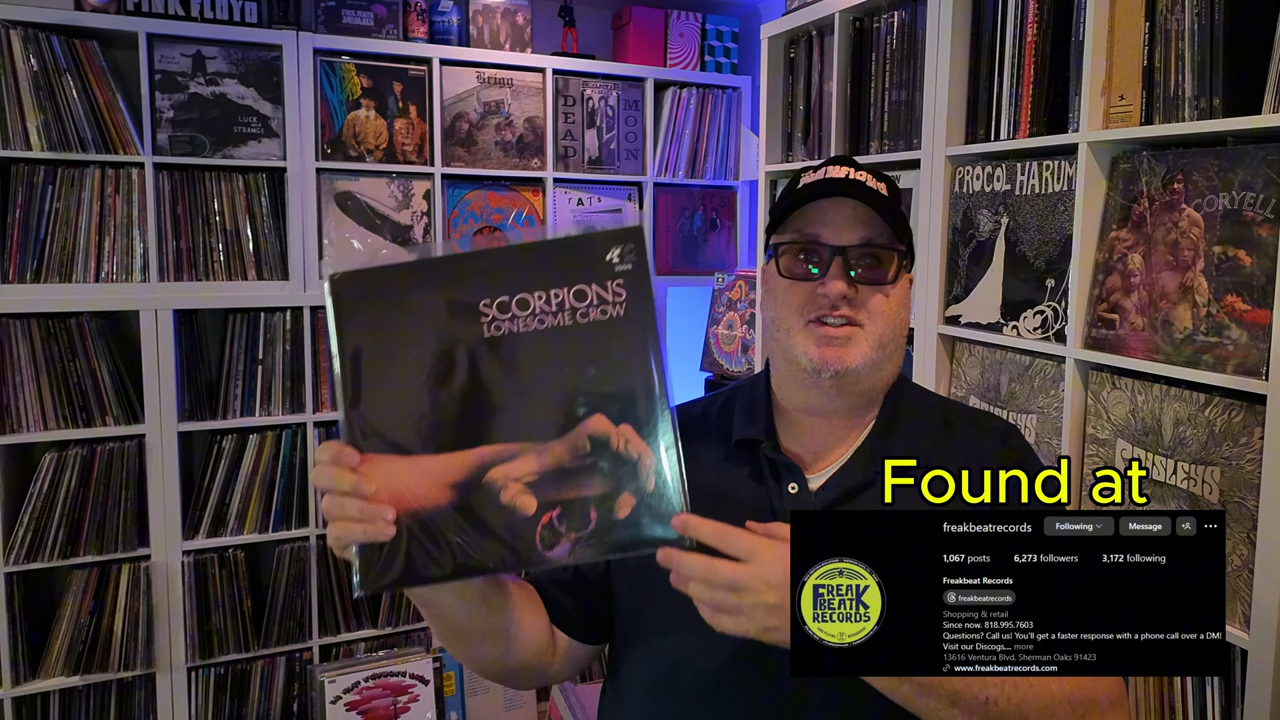 PINK FLOYD
LUCK and
STRANGE
Brigg
DEAD
MOON
RATS
PROCOL HARUM
CORYELL
SCORPIONS
LONESOME CROW
PAISLEYS
Found at
freakbeatrecords
Following
Message
1,067 posts
6,273 followers
3,172 following
Freakbeat Records
freakbeatrecords
Shopping & retail
Since now. 818.995.7603
Questions? Call us! You'll get a faster response with a phone call over a DM!
Visit our Discogs.... more
13616 Ventura Blvd, Sherman Oaks 91423
www.freakbeatrecords.com
FREAK
BEAT
RECORDS